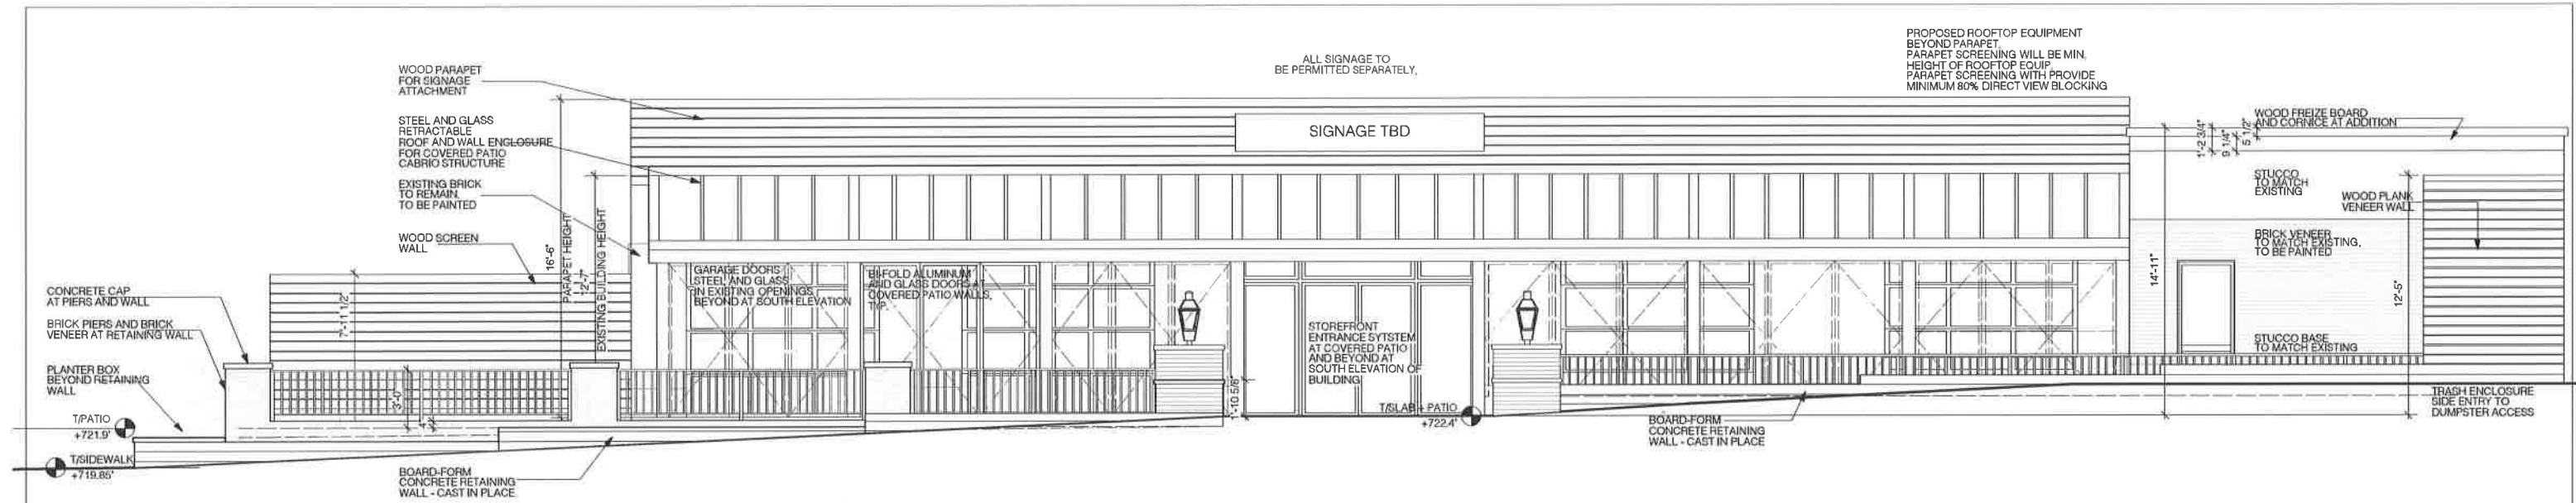 ALL SIGNAGE TO
BE PERMITTED SEPARATELY.
PROPOSED ROOFTOP EQUIPMENT
BEYOND PARAPET.
PARAPET SCREENING WILL BE MIN.
HEIGHT OF ROOFTOP EQUIP.
PARAPET SCREENING WITH PROVIDE
MINIMUM 80% DIRECT VIEW BLOCKING
WOOD PARAPET
FOR SIGNAGE
ATTACHMENT
STEEL AND GLASS
RETRACTABLE
ROOF AND WALL ENCLOSURE
FOR COVERED PATIO
CABRIO STRUCTURE
EXISTING BRICK
TO REMAIN
TO BE PAINTED
WOOD SCREEN
WALL
CONCRETE CAP
AT PIERS AND WALL
BRICK PIERS AND BRICK
VENEER AT RETAINING WALL
PLANTER BOX
BEYOND RETAINING
WALL
T/PATIO
+721.9'
T/SIDEWALK
+719.85'
7'-11 1/2"
3'-0"
4"
16'-6"
PARAPET HEIGHT
12'-7"
EXISTING BUILDING HEIGHT
SIGNAGE TBD
GARAGE DOORS
STEEL AND GLASS
IN EXISTING OPENINGS
BEYOND AT SOUTH ELEVATION
BI-FOLD ALUMINUM
AND GLASS DOORS AT
COVERED PATIO WALLS,
TYP.
STOREFRONT
ENTRANCE SYTSTEM
AT COVERED PATIO
AND BEYOND AT
SOUTH ELEVATION OF
BUILDING
1'-10 5/8"
T/SLAB + PATIO
+722.4'
BOARD-FORM
CONCRETE RETAINING
WALL - CAST IN PLACE
BOARD-FORM
CONCRETE RETAINING
WALL - CAST IN PLACE
1'-2 3/4"
9 1/4"
5 1/2"
WOOD FREIZE BOARD
AND CORNICE AT ADDITION
STUCCO
TO MATCH
EXISTING
WOOD PLANK
VENEER WALL
BRICK VENEER
TO MATCH EXISTING,
TO BE PAINTED
14'-11"
12'-5"
STUCCO BASE
TO MATCH EXISTING
TRASH ENCLOSURE
SIDE ENTRY TO
DUMPSTER ACCESS